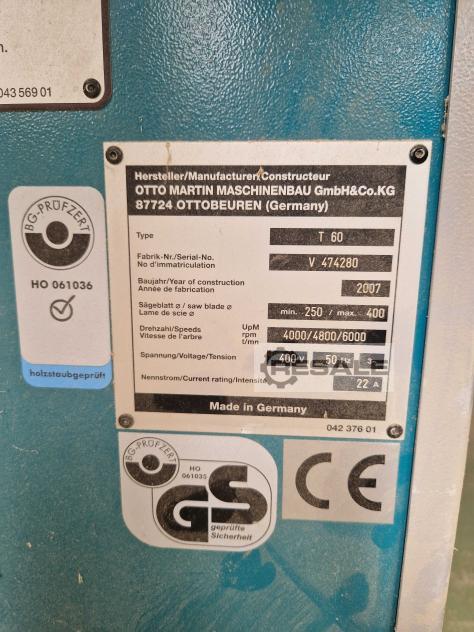 n.
043 569 01
BG-PRÜFZERT
HO 061036
holzstaubgeprüft
Hersteller/Manufacturer/Constructeur
OTTO MARTIN MASCHINENBAU GmbH&Co.KG
87724 OTTOBEUREN (Germany)
Type T 60
Fabrik-Nr./Serial-No. V 474280
No d'immatriculation
Baujahr/Year of construction 2007
Année de fabrication
Sägeblatt ø / saw blade ø min. 250 / max. 400
Lame de scie ø
Drehzahl/Speeds UpM
Vitesse de l'arbre rpm 4000/4800/6000
t/mn
Spannung/Voltage/Tension 400 V 50 Hz 3
Nennstrom/Current rating/Intensité 22 A
RESALE
Made in Germany
042 376 01
BG-PRÜFZERT
HO
061035
GS
geprüfte
Sicherheit
CE